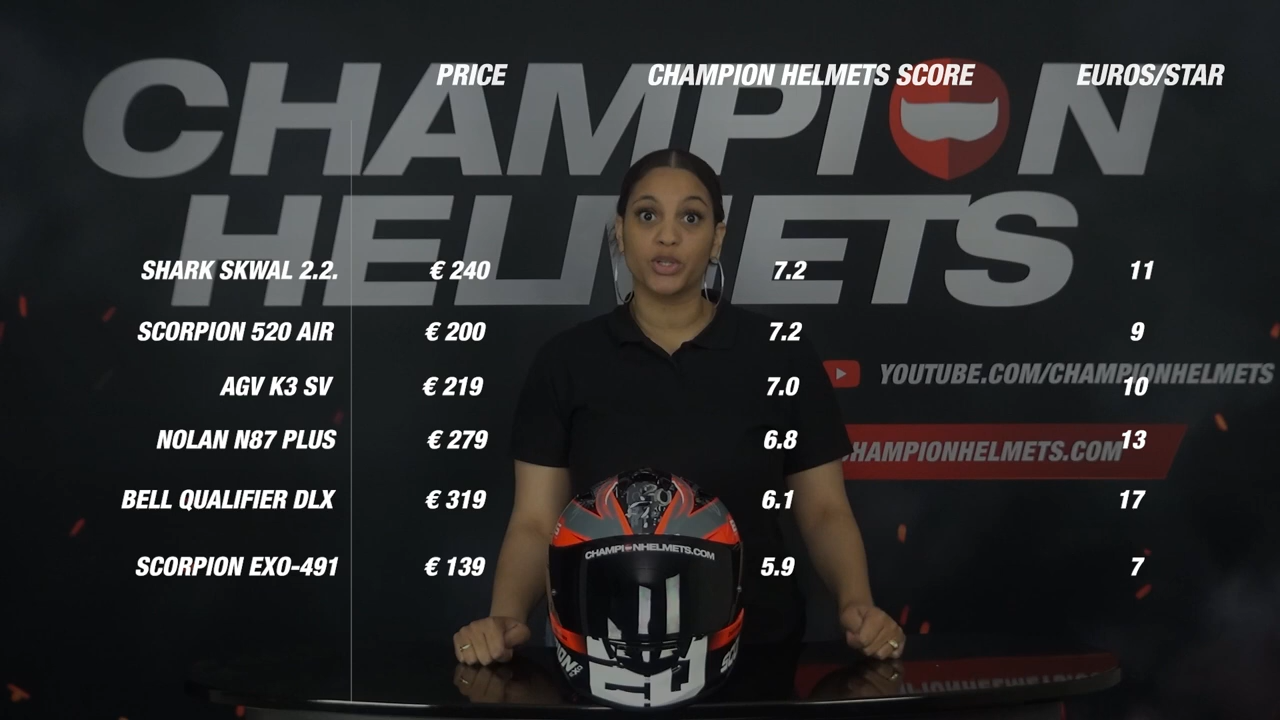 PRICE CHAMPION HELMETS SCORE EUROS/STAR
CHAMPION
HELMETS
SHARK SKWAL 2.2. € 240 7.2 11
SCORPION 520 AIR € 200 7.2 9
YOUTUBE.COM/CHAMPIONHELMETS
AGV K3 SV € 219 7.0 10
NOLAN N87 PLUS € 279 6.8 13
CHAMPIONHELMETS.COM
BELL QUALIFIER DLX € 319 6.1 17
CHAMPIONHELMETS.COM
SCORPION EXO-491 € 139 5.9 7